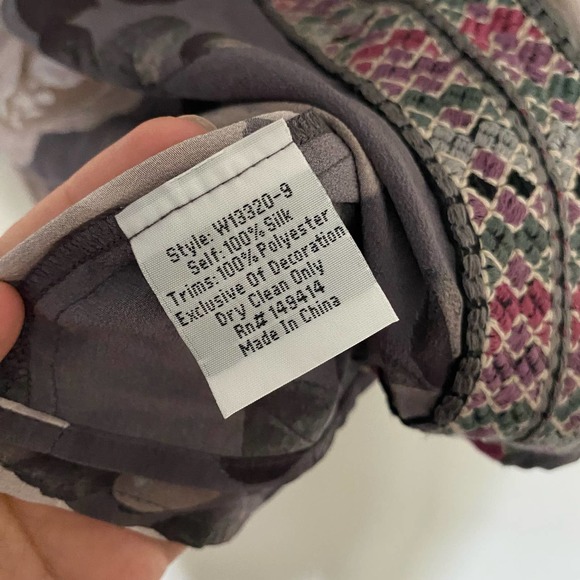 Style: W13320-9
Self: 100% Silk
Trims: 100% Polyester
Exclusive Of Decoration
Dry Clean Only
Rn# 149414
Made In China